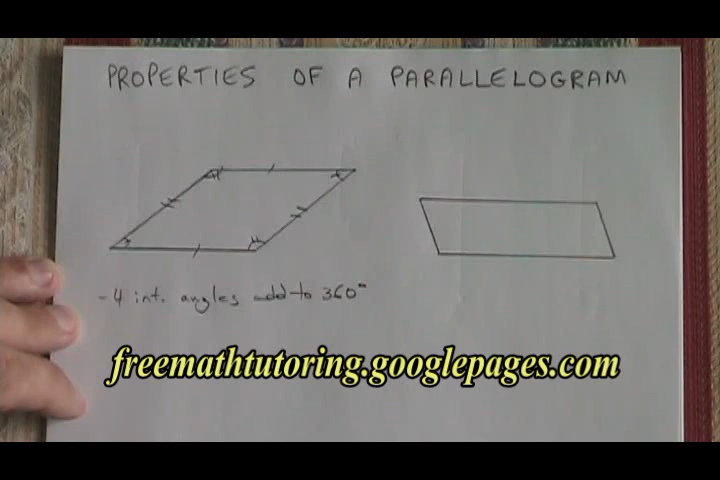 PROPERTIES OF A PARALLELOGRAM
- 4 int. angles add to 360°
freemathtutoring.googlepages.com